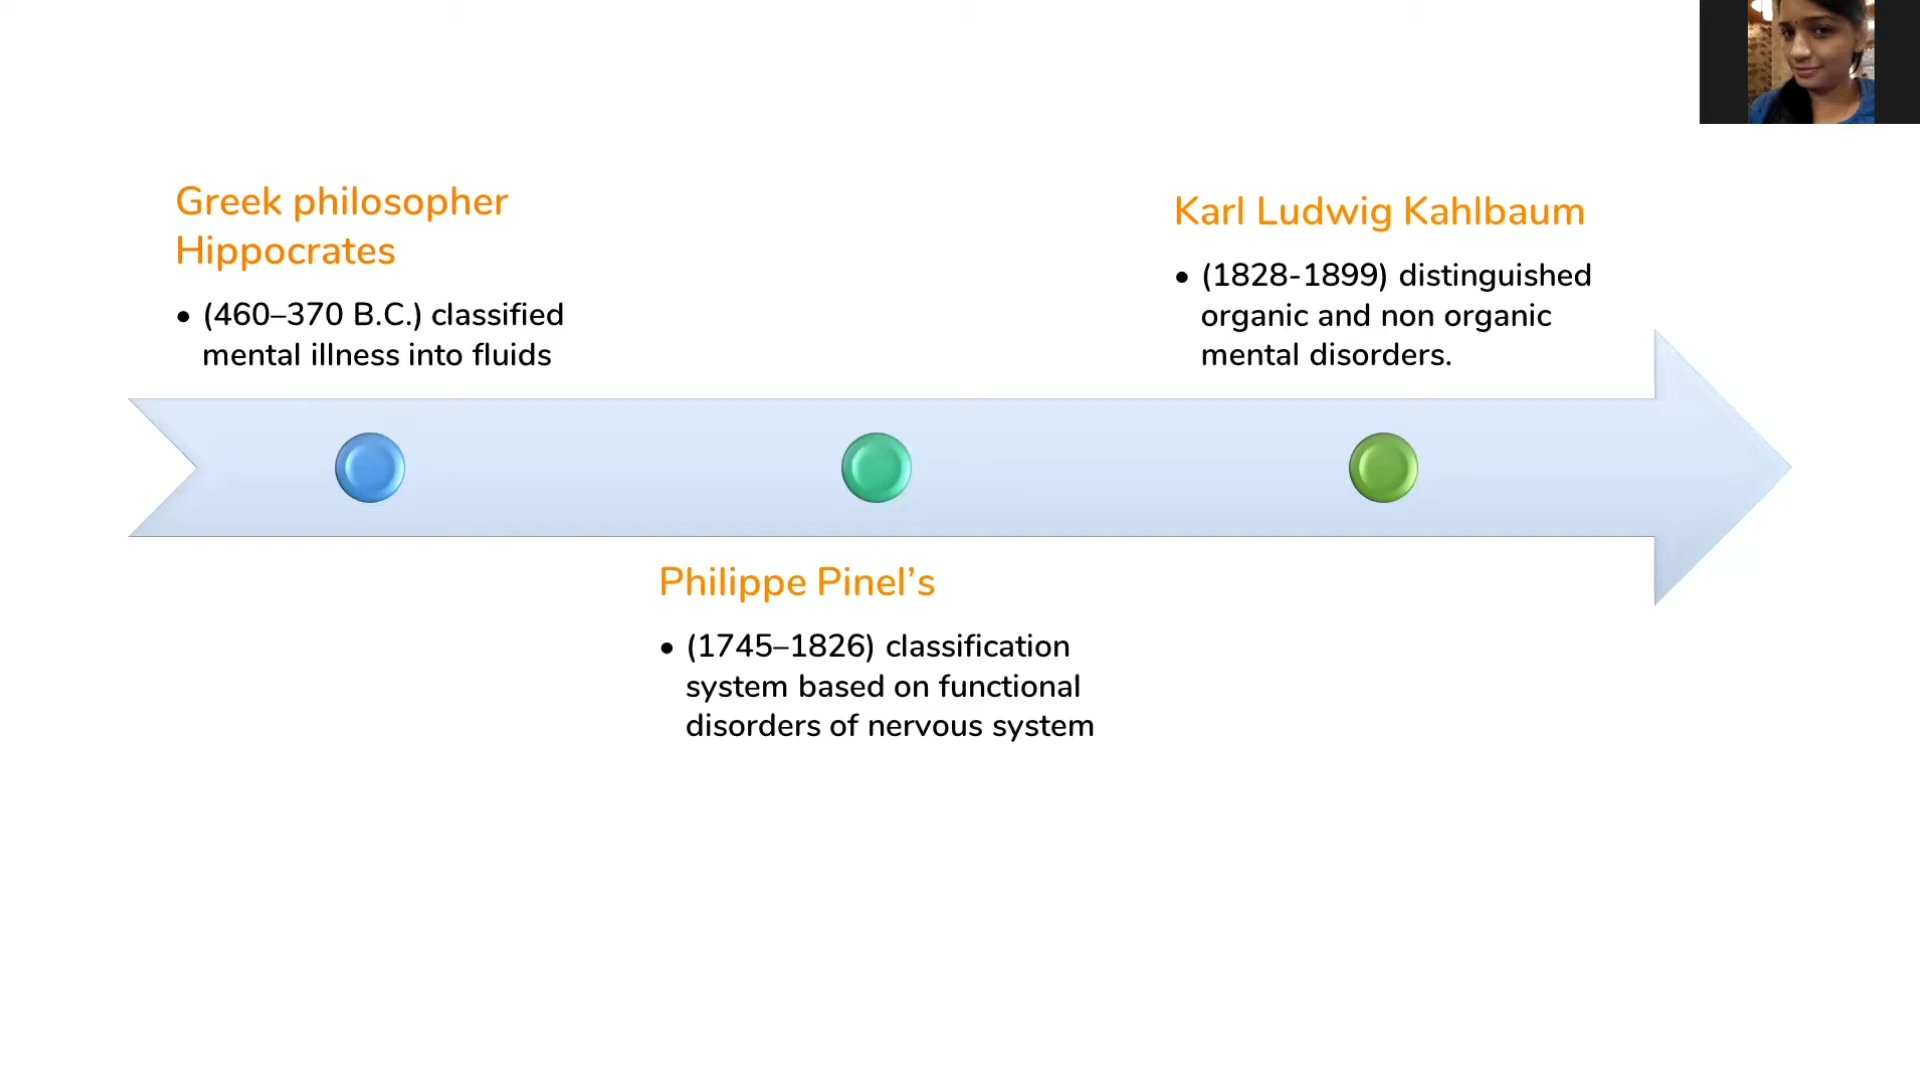 Greek philosopher
Hippocrates
• (460–370 B.C.) classified
mental illness into fluids
Karl Ludwig Kahlbaum
• (1828-1899) distinguished
organic and non organic
mental disorders.
Philippe Pinel’s
• (1745–1826) classification
system based on functional
disorders of nervous system